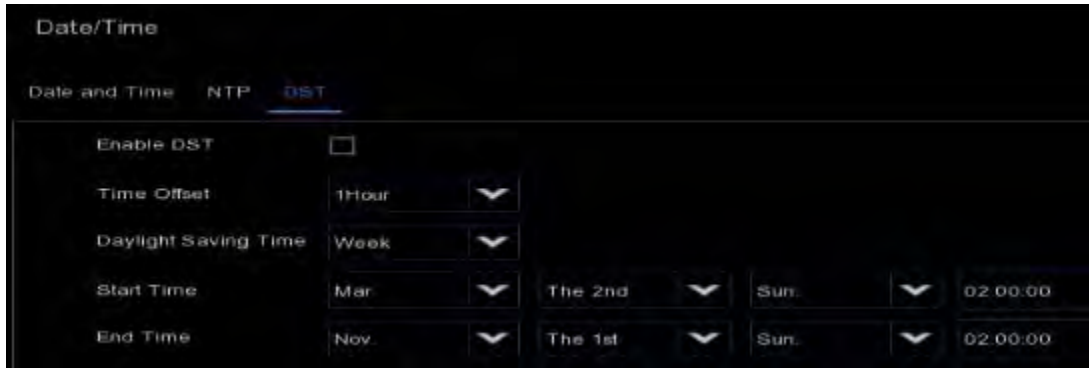 Date/Time
Date and Time NTP DST
Enable DST
Time Offset 1Hour
Daylight Saving Time Week
Start Time Mar. The 2nd Sun. 02:00:00
End Time Nov. The 1st Sun. 02:00:00